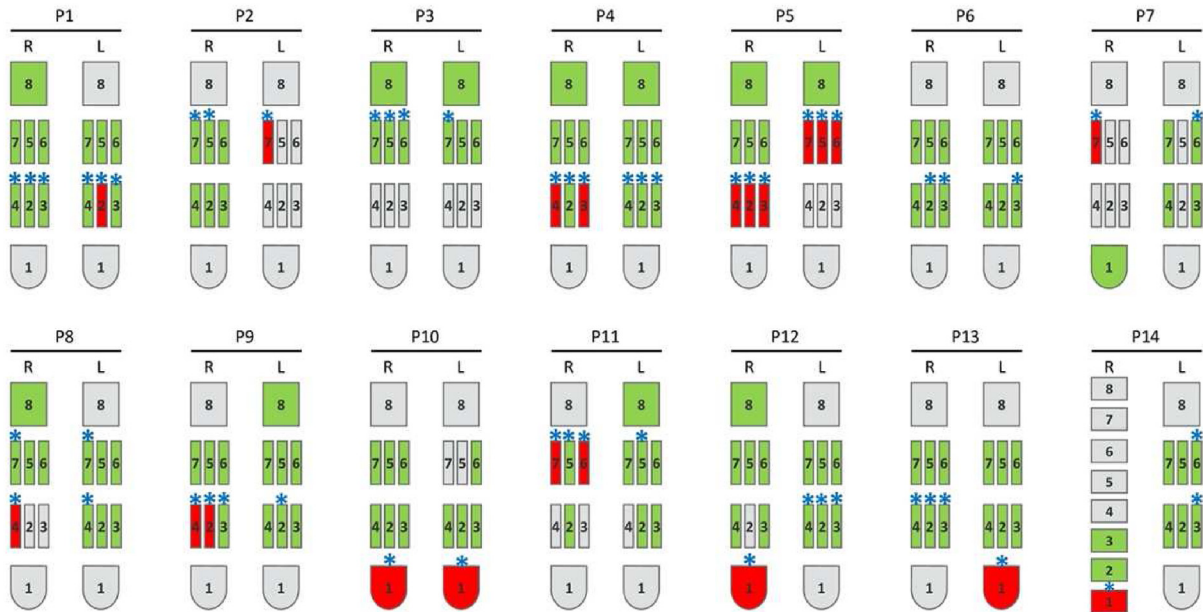 P1 P2 P3 P4 P5 P6 P7
R L R L R L R L R L R L R L
8 8 8 8 8 8 8 8 8 8 8 8 8 8
* * * * * * * * * * * *
7 5 6 7 5 6 7 5 6 7 5 6 7 5 6 7 5 6 7 5 6 7 5 6 7 5 6 7 5 6 7 5 6 7 5 6 7 5 6 7 5 6
* * * * * * * * * * * * * * * * * *
4 2 3 4 2 3 4 2 3 4 2 3 4 2 3 4 2 3 4 2 3 4 2 3 4 2 3 4 2 3 4 2 3 4 2 3 4 2 3 4 2 3
1 1 1 1 1 1 1 1 1 1 1 1 1 1
P8 P9 P10 P11 P12 P13 P14
R L R L R L R L R L R L R L
8 8 8 8 8 8 8 8 8 8 8 8 8 8
7
* * * * * * *
7 5 6 7 5 6 7 5 6 7 5 6 7 5 6 7 5 6 7 5 6 7 5 6 7 5 6 7 5 6 7 5 6 7 5 6 6 7 5 6
5
* * * * * * * * * * * * *
4 2 3 4 2 3 4 2 3 4 2 3 4 2 3 4 2 3 4 2 3 4 2 3 4 2 3 4 2 3 4 2 3 4 2 3 4 4 2 3
3
* * * *
1 1 1 1 1 1 1 1 1 1 1 1 2 1
*
1